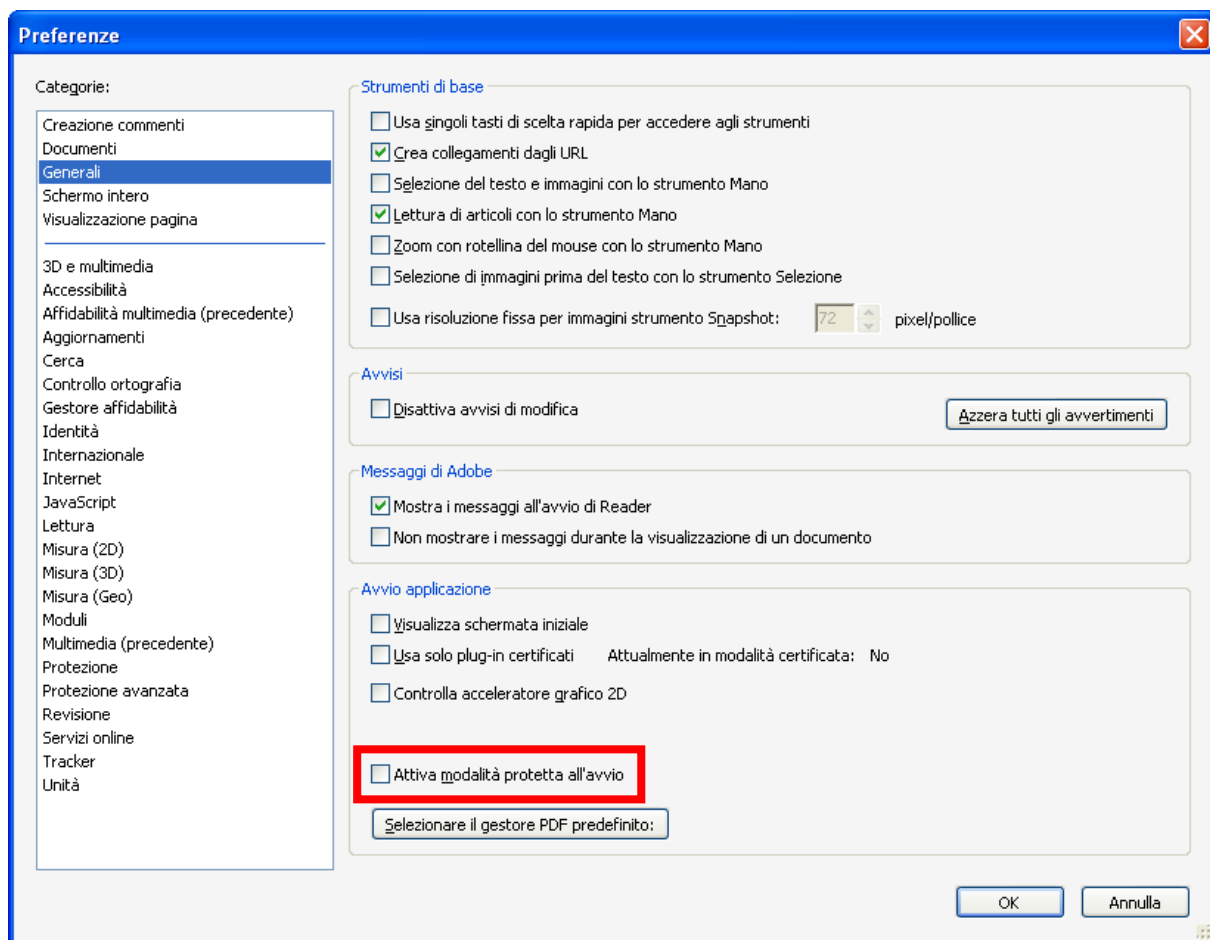 Preferenze
Categorie:
Creazione commenti
Documenti
Generali
Schermo intero
Visualizzazione pagina
3D e multimedia
Accessibilità
Affidabilità multimedia (precedente)
Aggiornamenti
Cerca
Controllo ortografia
Gestore affidabilità
Identità
Internazionale
Internet
JavaScript
Lettura
Misura (2D)
Misura (3D)
Misura (Geo)
Moduli
Multimedia (precedente)
Protezione
Protezione avanzata
Revisione
Servizi online
Tracker
Unità
Strumenti di base
Usa singoli tasti di scelta rapida per accedere agli strumenti
Crea collegamenti dagli URL
Selezione del testo e immagini con lo strumento Mano
Lettura di articoli con lo strumento Mano
Zoom con rotellina del mouse con lo strumento Mano
Selezione di immagini prima del testo con lo strumento Selezione
Usa risoluzione fissa per immagini strumento Snapshot: 72 pixel/pollice
Avvisi
Disattiva avvisi di modifica Azzera tutti gli avvertimenti
Messaggi di Adobe
Mostra i messaggi all'avvio di Reader
Non mostrare i messaggi durante la visualizzazione di un documento
Avvio applicazione
Visualizza schermata iniziale
Usa solo plug-in certificati Attualmente in modalità certificata: No
Controlla acceleratore grafico 2D
Attiva modalità protetta all'avvio
Selezionare il gestore PDF predefinito:
OK Annulla